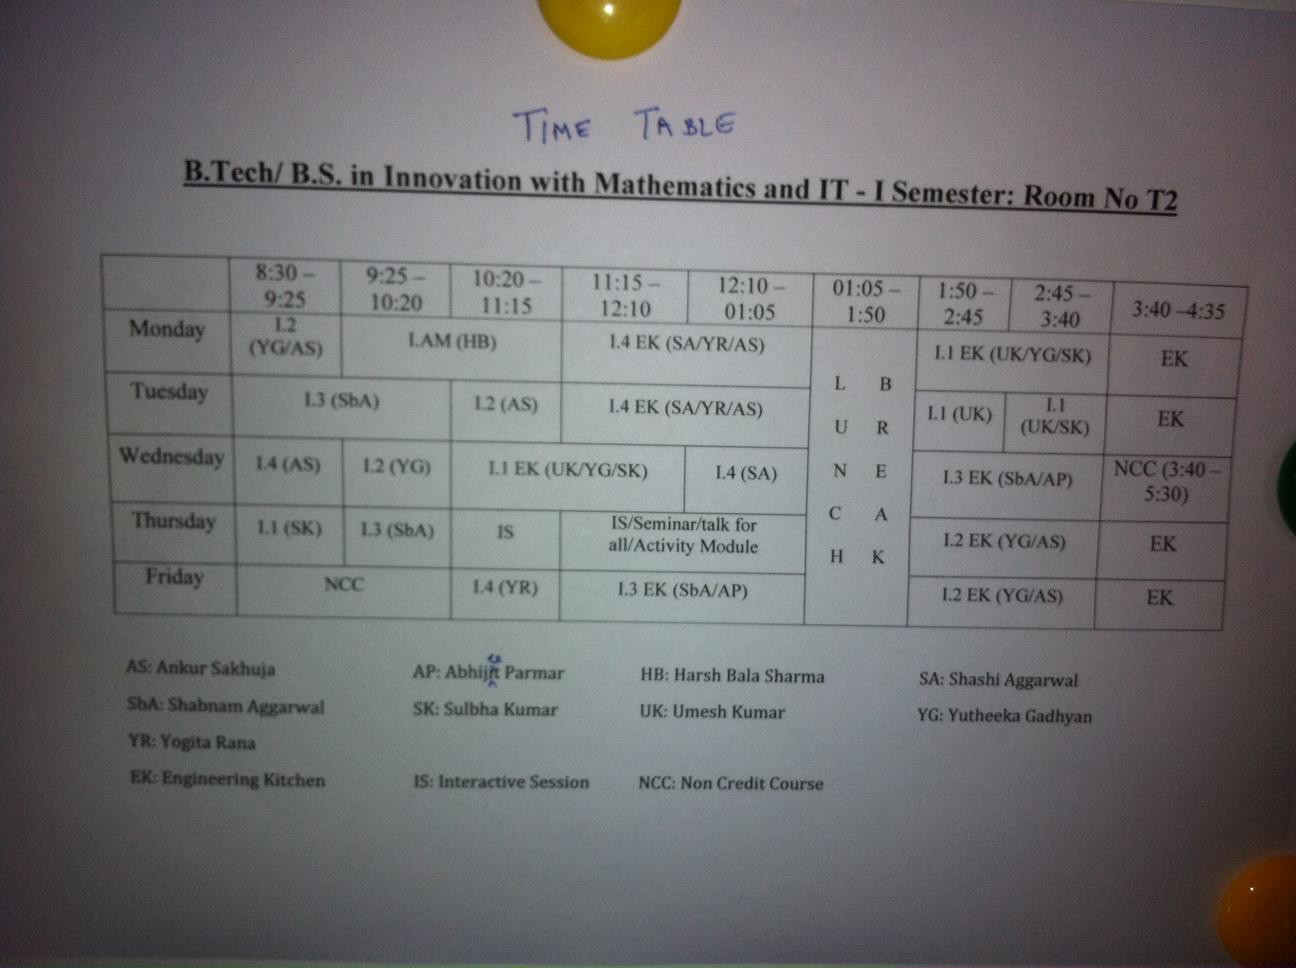 TIME TABLE
B.Tech/ B.S. in Innovation with Mathematics and IT - I Semester: Room No T2
8:30 – 9:25 9:25 – 10:20 10:20 – 11:15 11:15 – 12:10 12:10 – 01:05 01:05 – 1:50 1:50 – 2:45 2:45 – 3:40 3:40 –4:35
Monday I.2 (YG/AS) I.AM (HB) I.4 EK (SA/YR/AS) I.1 EK (UK/YG/SK) EK
Tuesday I.3 (SbA) I.2 (AS) I.4 EK (SA/YR/AS) I.1 (UK) I.1 (UK/SK) EK
Wednesday I.4 (AS) I.2 (YG) I.1 EK (UK/YG/SK) I.4 (SA) I.3 EK (SbA/AP) NCC (3:40 – 5:30)
Thursday I.1 (SK) I.3 (SbA) IS IS/Seminar/talk for all/Activity Module I.2 EK (YG/AS) EK
Friday NCC I.4 (YR) I.3 EK (SbA/AP) I.2 EK (YG/AS) EK
L B
U R
N E
C A
H K
AS: Ankur Sakhuja AP: Abhijit Parmar HB: Harsh Bala Sharma SA: Shashi Aggarwal
SbA: Shabnam Aggarwal SK: Sulbha Kumar UK: Umesh Kumar YG: Yutheeka Gadhyan
YR: Yogita Rana
EK: Engineering Kitchen IS: Interactive Session NCC: Non Credit Course